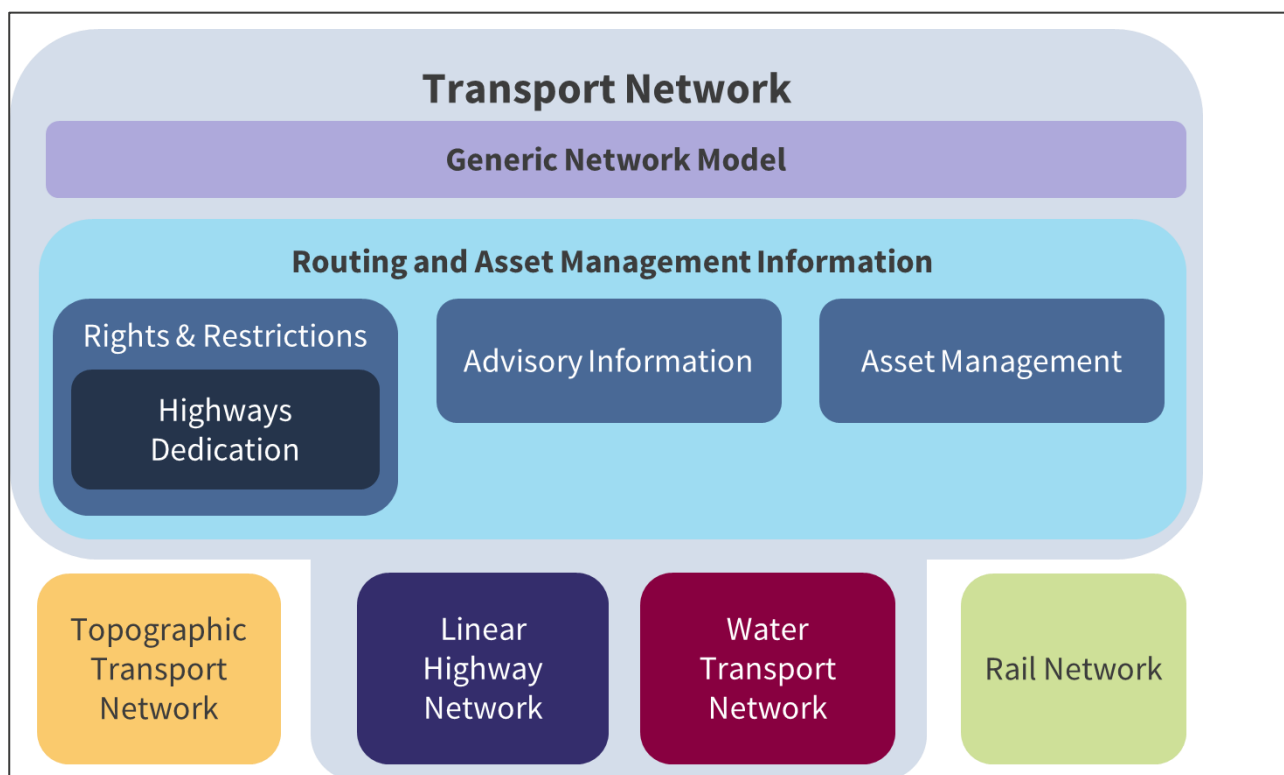 Transport Network
Generic Network Model
Routing and Asset Management Information
Rights & Restrictions
Highways
Dedication
Advisory Information
Asset Management
Topographic
Transport
Network
Linear
Highway
Network
Water
Transport
Network
Rail Network